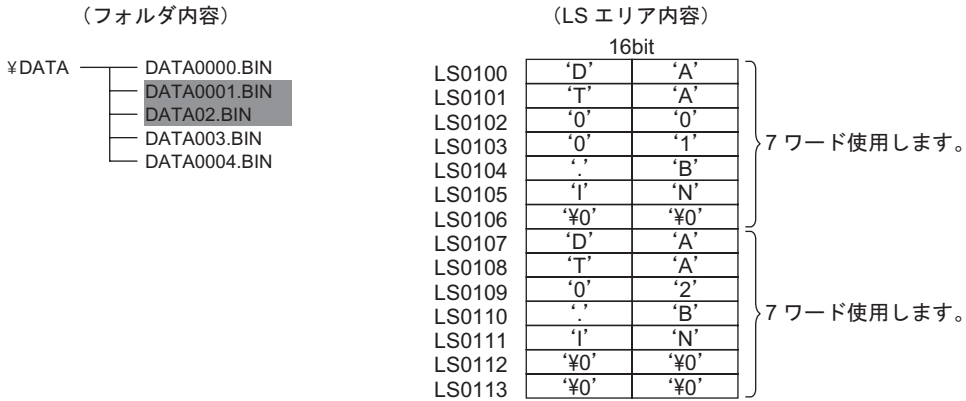 （フォルダ内容）
¥DATA
DATA0000.BIN
DATA0001.BIN
DATA02.BIN
DATA003.BIN
DATA0004.BIN
（LS エリア内容）
16bit
LS0100 ‘D’ ‘A’
LS0101 ‘T’ ‘A’
LS0102 ‘0’ ‘0’
LS0103 ‘0’ ‘1’
LS0104 ‘.’ ‘B’
LS0105 ‘I’ ‘N’
LS0106 ‘¥0’ ‘¥0’
7 ワード使用します。
LS0107 ‘D’ ‘A’
LS0108 ‘T’ ‘A’
LS0109 ‘0’ ‘2’
LS0110 ‘.’ ‘B’
LS0111 ‘I’ ‘N’
LS0112 ‘¥0’ ‘¥0’
LS0113 ‘¥0’ ‘¥0’
7 ワード使用します。